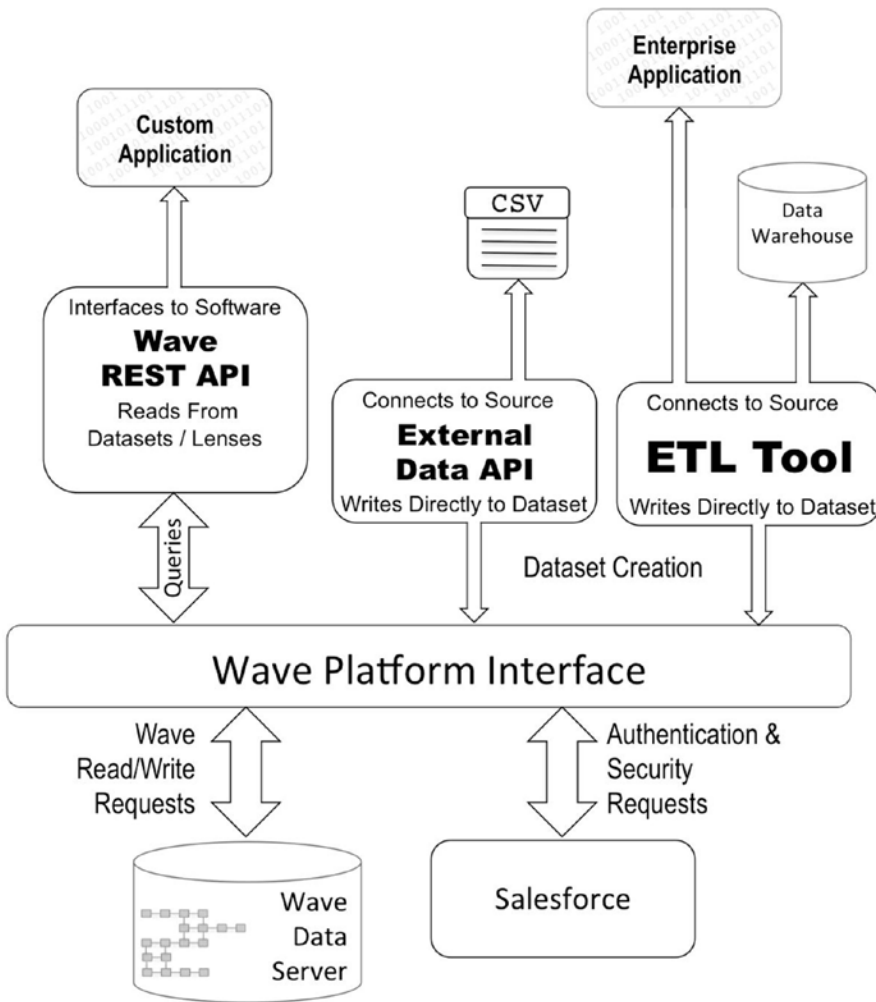 Enterprise
Application
Custom
Application
CSV
Data
Warehouse
Interfaces to Software
Wave
REST API
Reads From
Datasets / Lenses
Connects to Source
External
Data API
Writes Directly to Dataset
Connects to Source
ETL Tool
Writes Directly to Dataset
Queries
Dataset Creation
Wave Platform Interface
Wave
Read/Write
Requests
Authentication &
Security
Requests
Wave
Data
Server
Salesforce